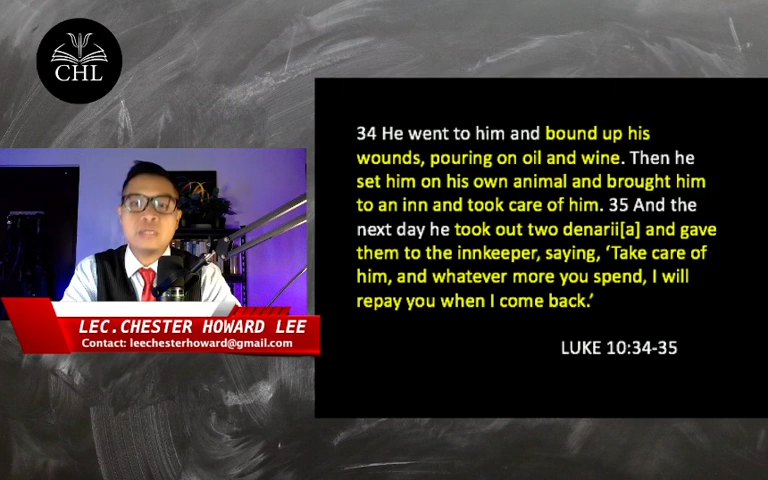 CHL
34 He went to him and bound up his
wounds, pouring on oil and wine. Then he
set him on his own animal and brought him
to an inn and took care of him. 35 And the
next day he took out two denarii[a] and gave
them to the innkeeper, saying, ‘Take care of
him, and whatever more you spend, I will
repay you when I come back.’
LUKE 10:34-35
LEC.CHESTER HOWARD LEE
Contact: leechesterhoward@gmail.com